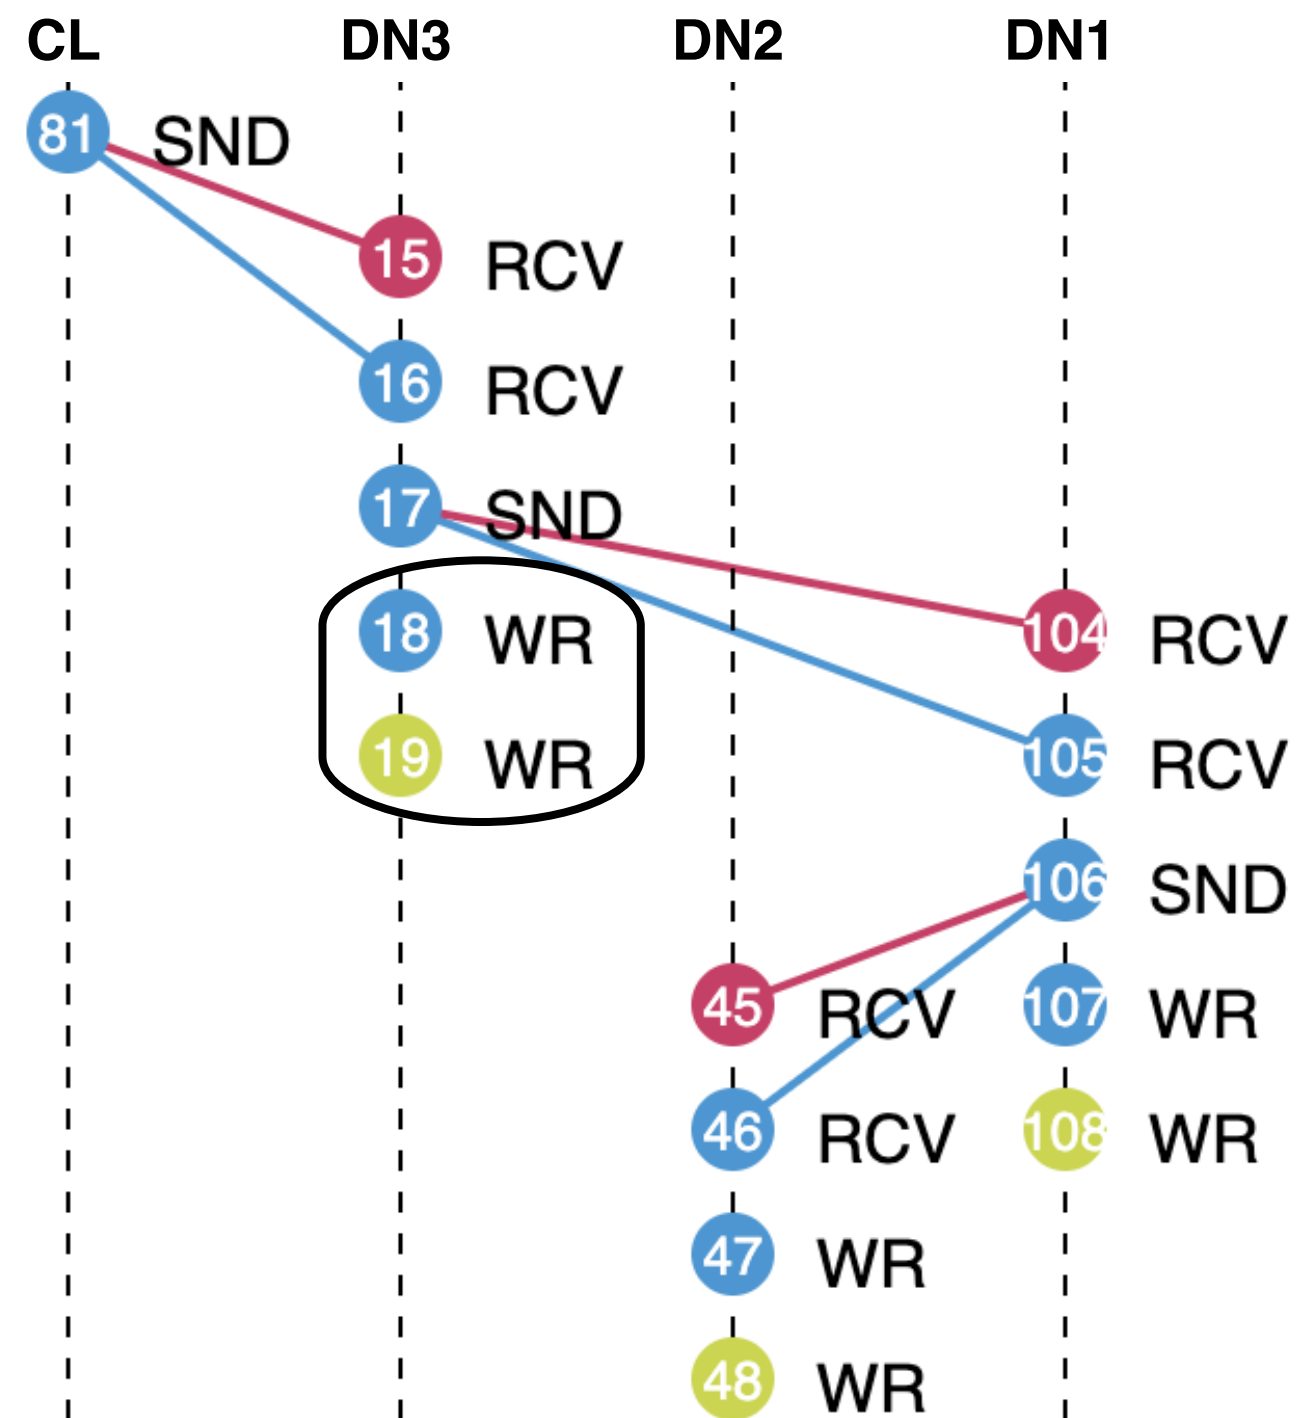 CL DN3 DN2 DN1
81 SND
15 RCV
16 RCV
17 SND
18 WR 104 RCV
19 WR 105 RCV
106 SND
45 RCV 107 WR
46 RCV 108 WR
47 WR
48 WR